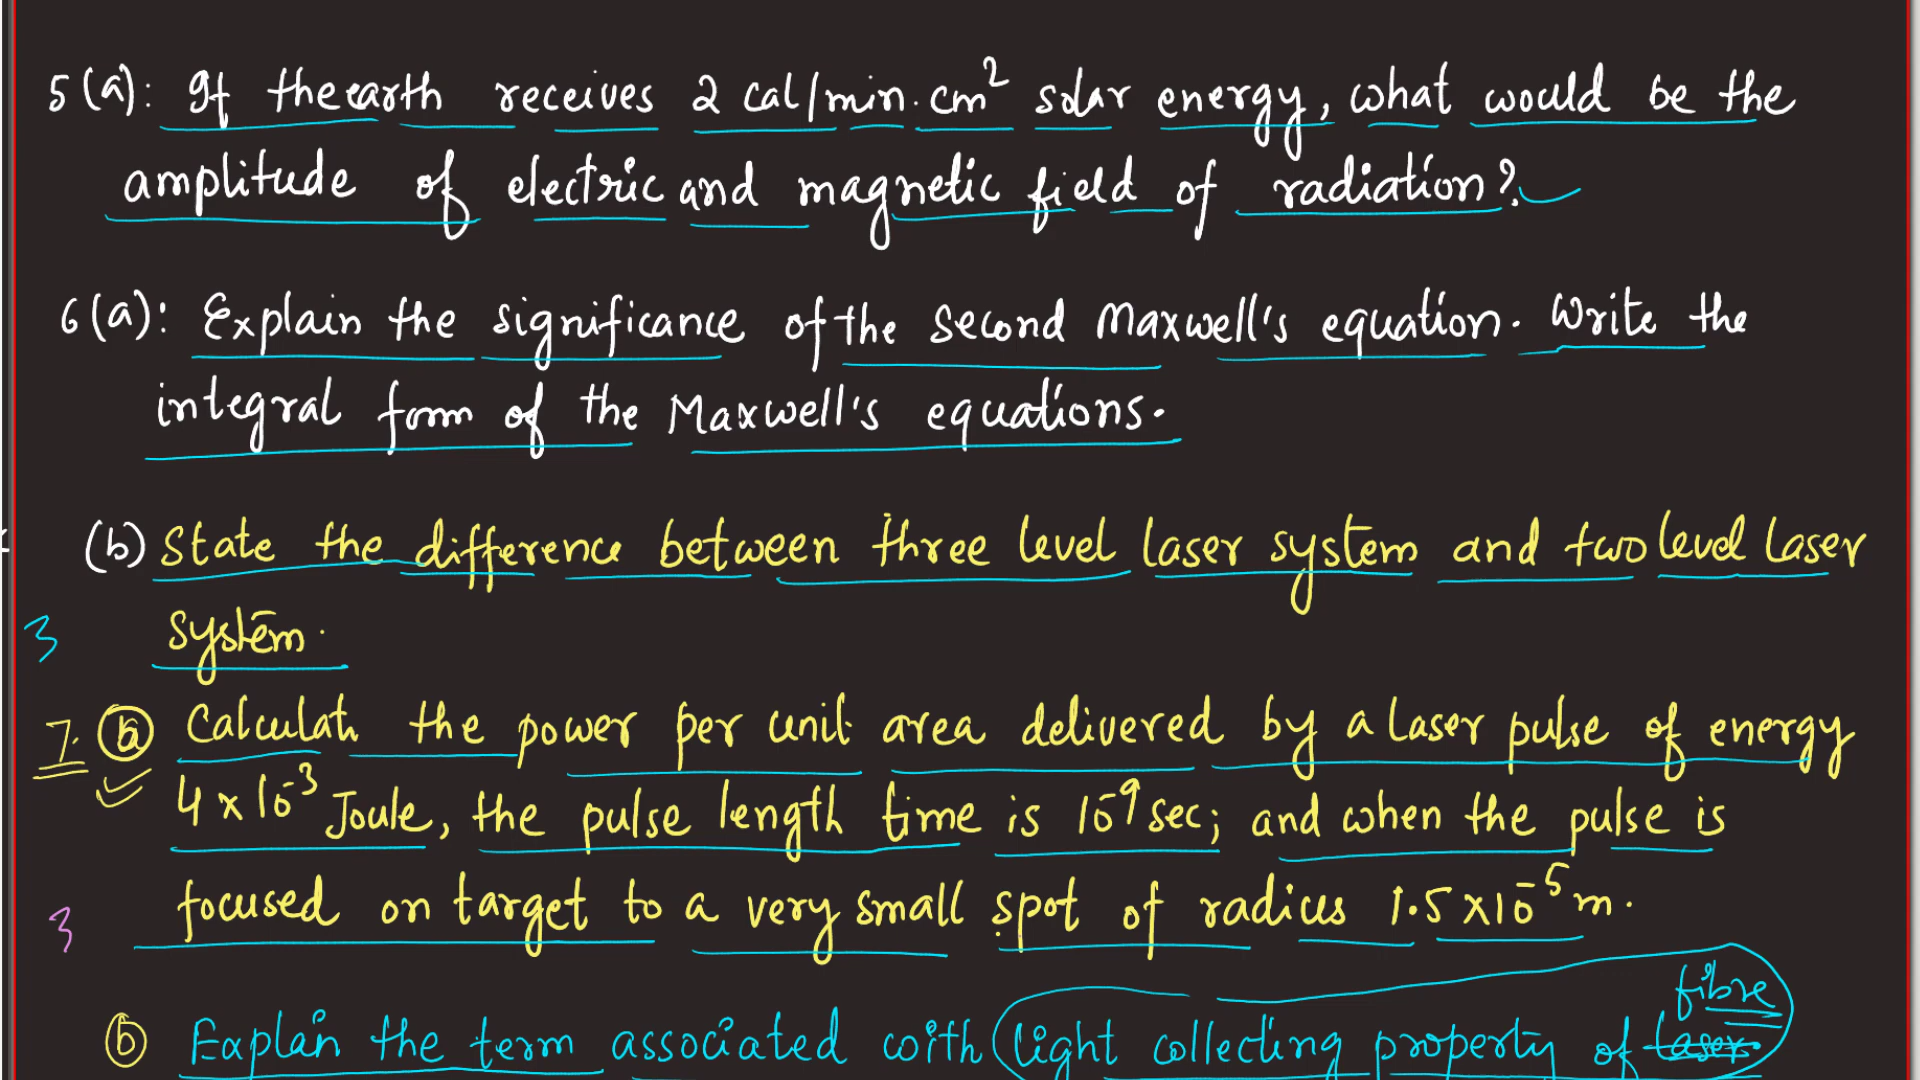 5(a): If the earth receives 2 cal/min.cm² solar energy, what would be the
amplitude of electric and magnetic field of radiation?
6(a): Explain the significance of the second Maxwell's equation. Write the
integral form of the Maxwell's equations.
(b) State the difference between three level laser system and two level laser
system.
3
7. (a) Calculat the power per unit area delivered by a laser pulse of energy
4×10⁻³ Joule, the pulse length time is 10⁻⁹ sec; and when the pulse is
focused on target to a very small spot of radius 1.5×10⁻⁵ m.
3
fibre
(b) Explain the term associated with (light collecting property of laser